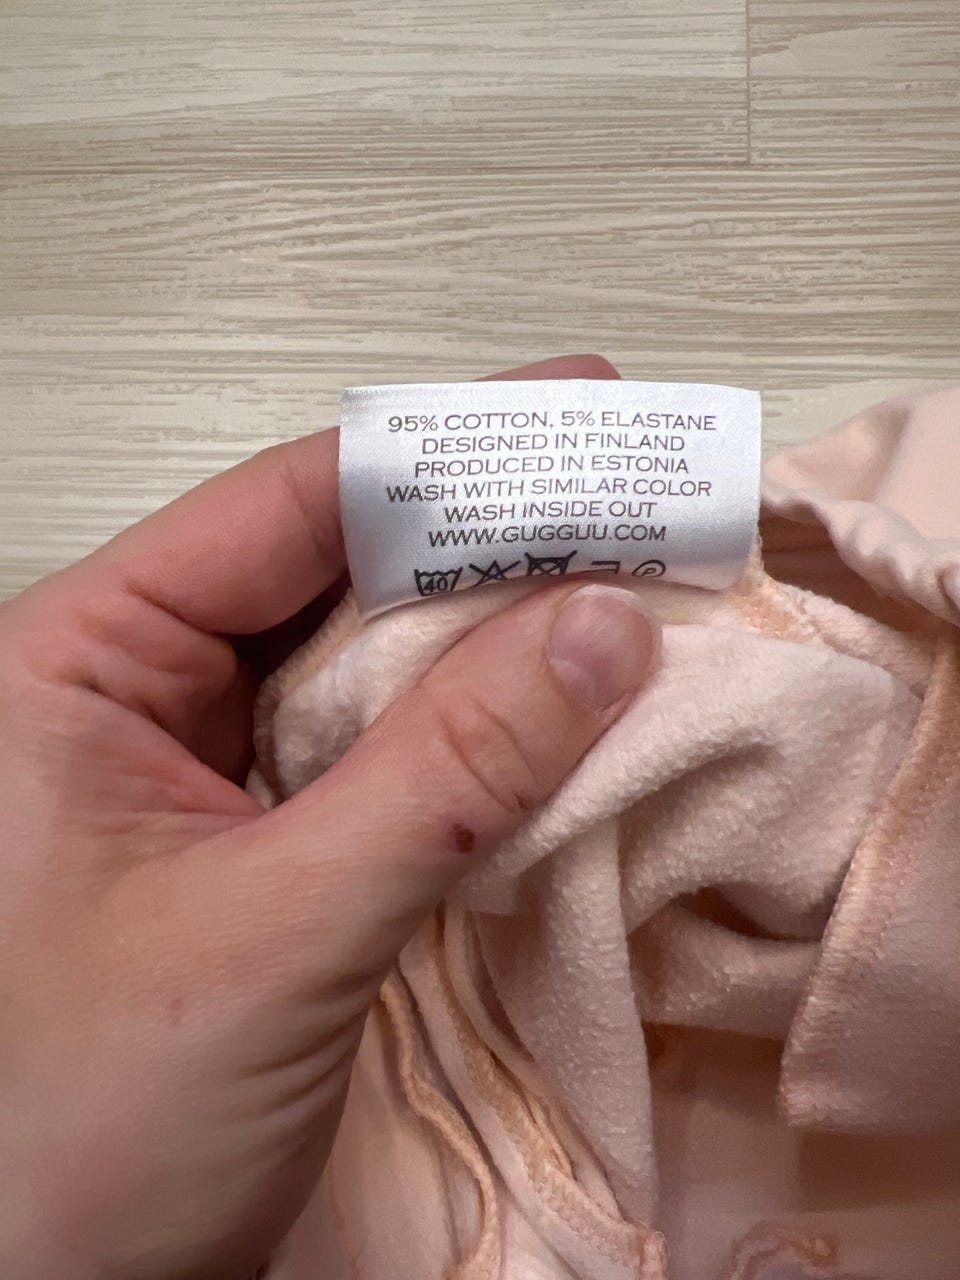 95% COTTON, 5% ELASTANE
DESIGNED IN FINLAND
PRODUCED IN ESTONIA
WASH WITH SIMILAR COLOR
WASH INSIDE OUT
WWW.GUGGUU.COM
40 P